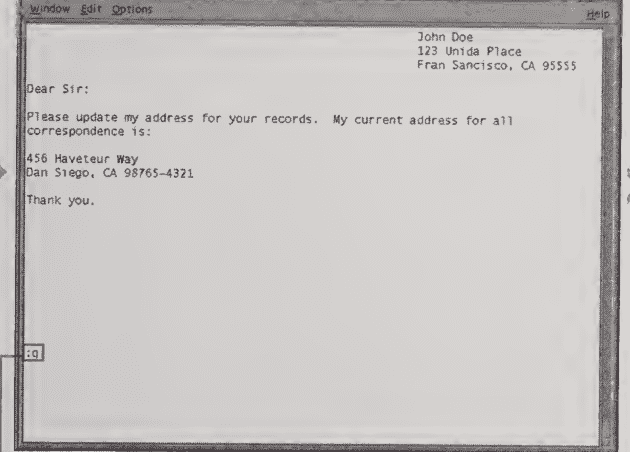 Window Edit Options Help
John Doe
123 Unida Place
Fran Sancisco, CA 95555
Dear Sir:
Please update my address for your records. My current address for all
correspondence is:
456 Haveteur Way
Dan Siego, CA 98765-4321
Thank you.
:q